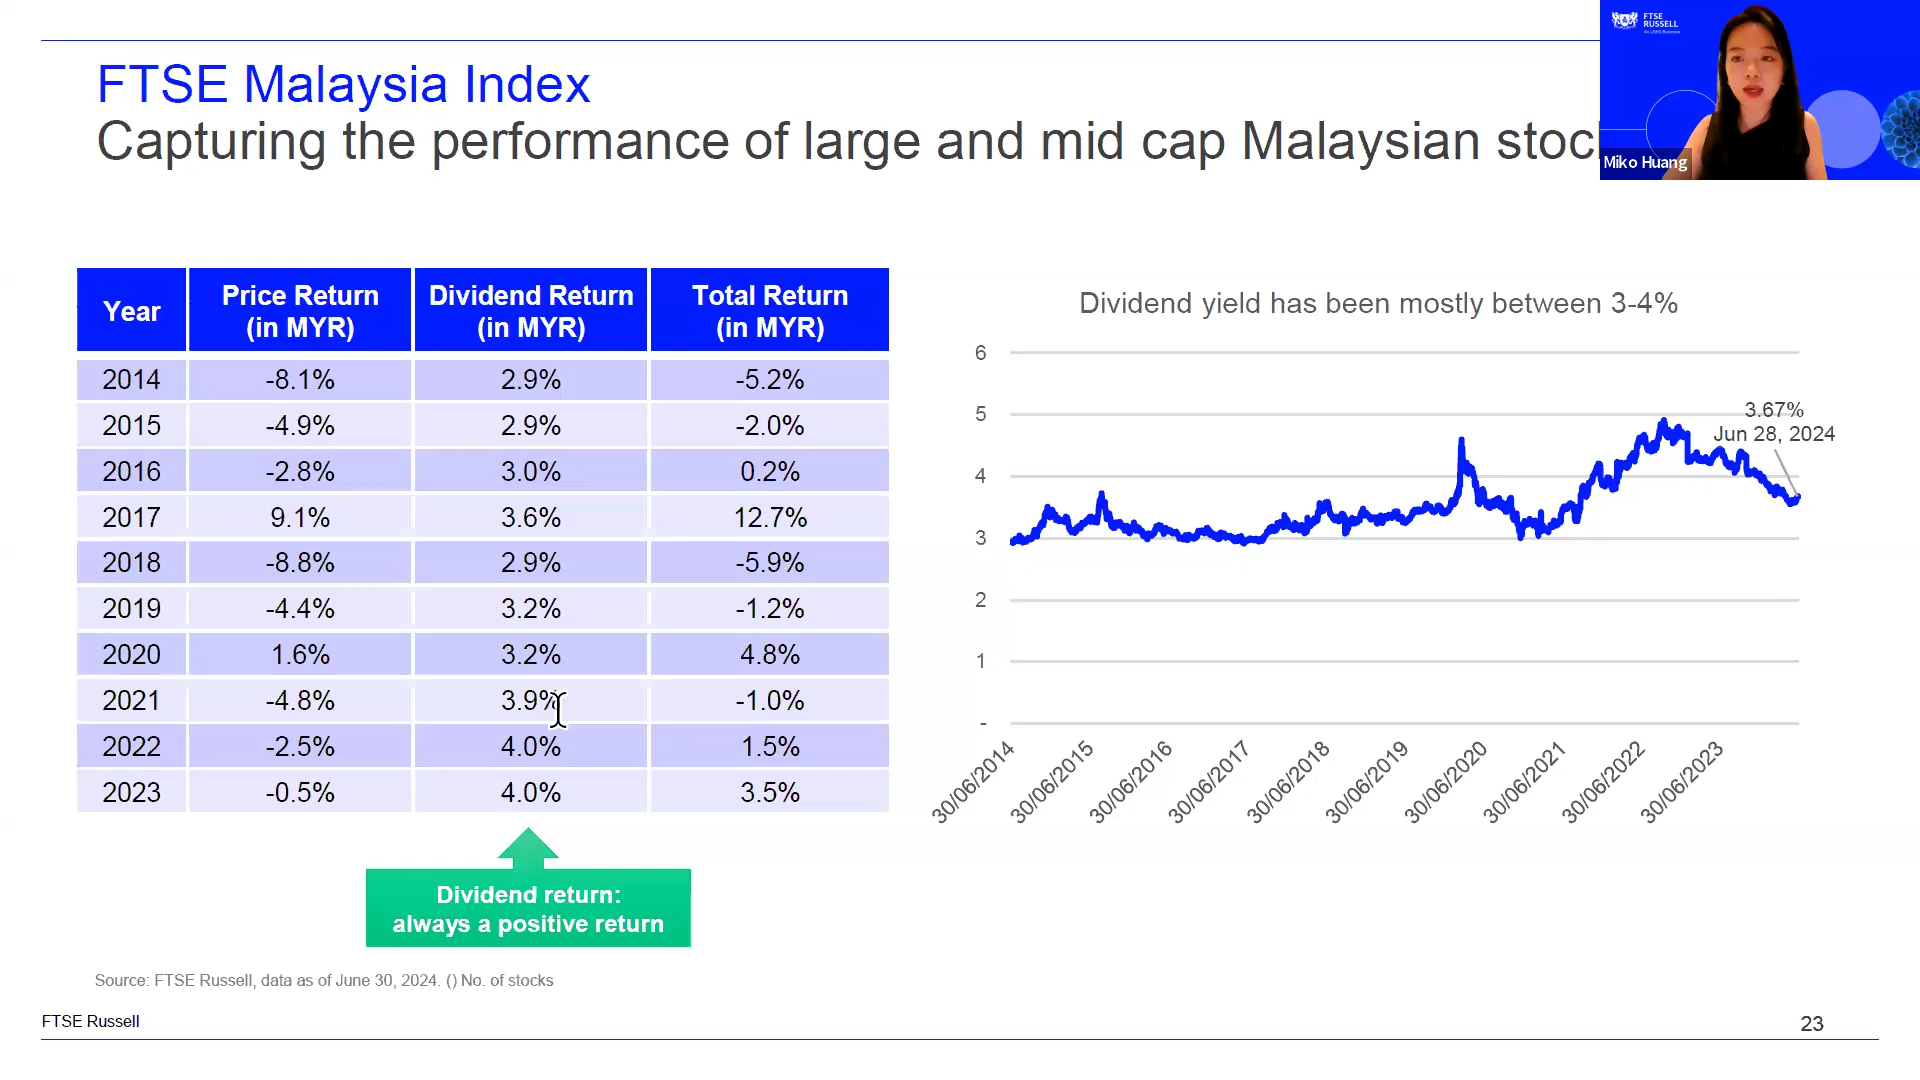 FTSE Malaysia Index
Capturing the performance of large and mid cap Malaysian stoc
FTSE
RUSSELL
An LSEG Business
Miko Huang
Year Price Return (in MYR) Dividend Return (in MYR) Total Return (in MYR)
2014 -8.1% 2.9% -5.2%
2015 -4.9% 2.9% -2.0%
2016 -2.8% 3.0% 0.2%
2017 9.1% 3.6% 12.7%
2018 -8.8% 2.9% -5.9%
2019 -4.4% 3.2% -1.2%
2020 1.6% 3.2% 4.8%
2021 -4.8% 3.9% -1.0%
2022 -2.5% 4.0% 1.5%
2023 -0.5% 4.0% 3.5%
Dividend return:
always a positive return
Dividend yield has been mostly between 3-4%
6
5
4
3
2
1
-
3.67%
Jun 28, 2024
30/06/2014
30/06/2015
30/06/2016
30/06/2017
30/06/2018
30/06/2019
30/06/2020
30/06/2021
30/06/2022
30/06/2023
Source: FTSE Russell, data as of June 30, 2024. () No. of stocks
FTSE Russell
23